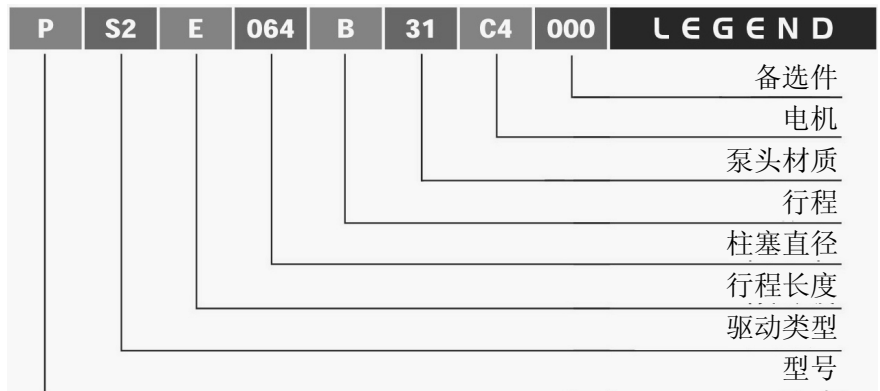 P S2 E 064 B 31 C4 000 LEGEND
备选件
电机
泵头材质
行程
柱塞直径
行程长度
驱动类型
型号